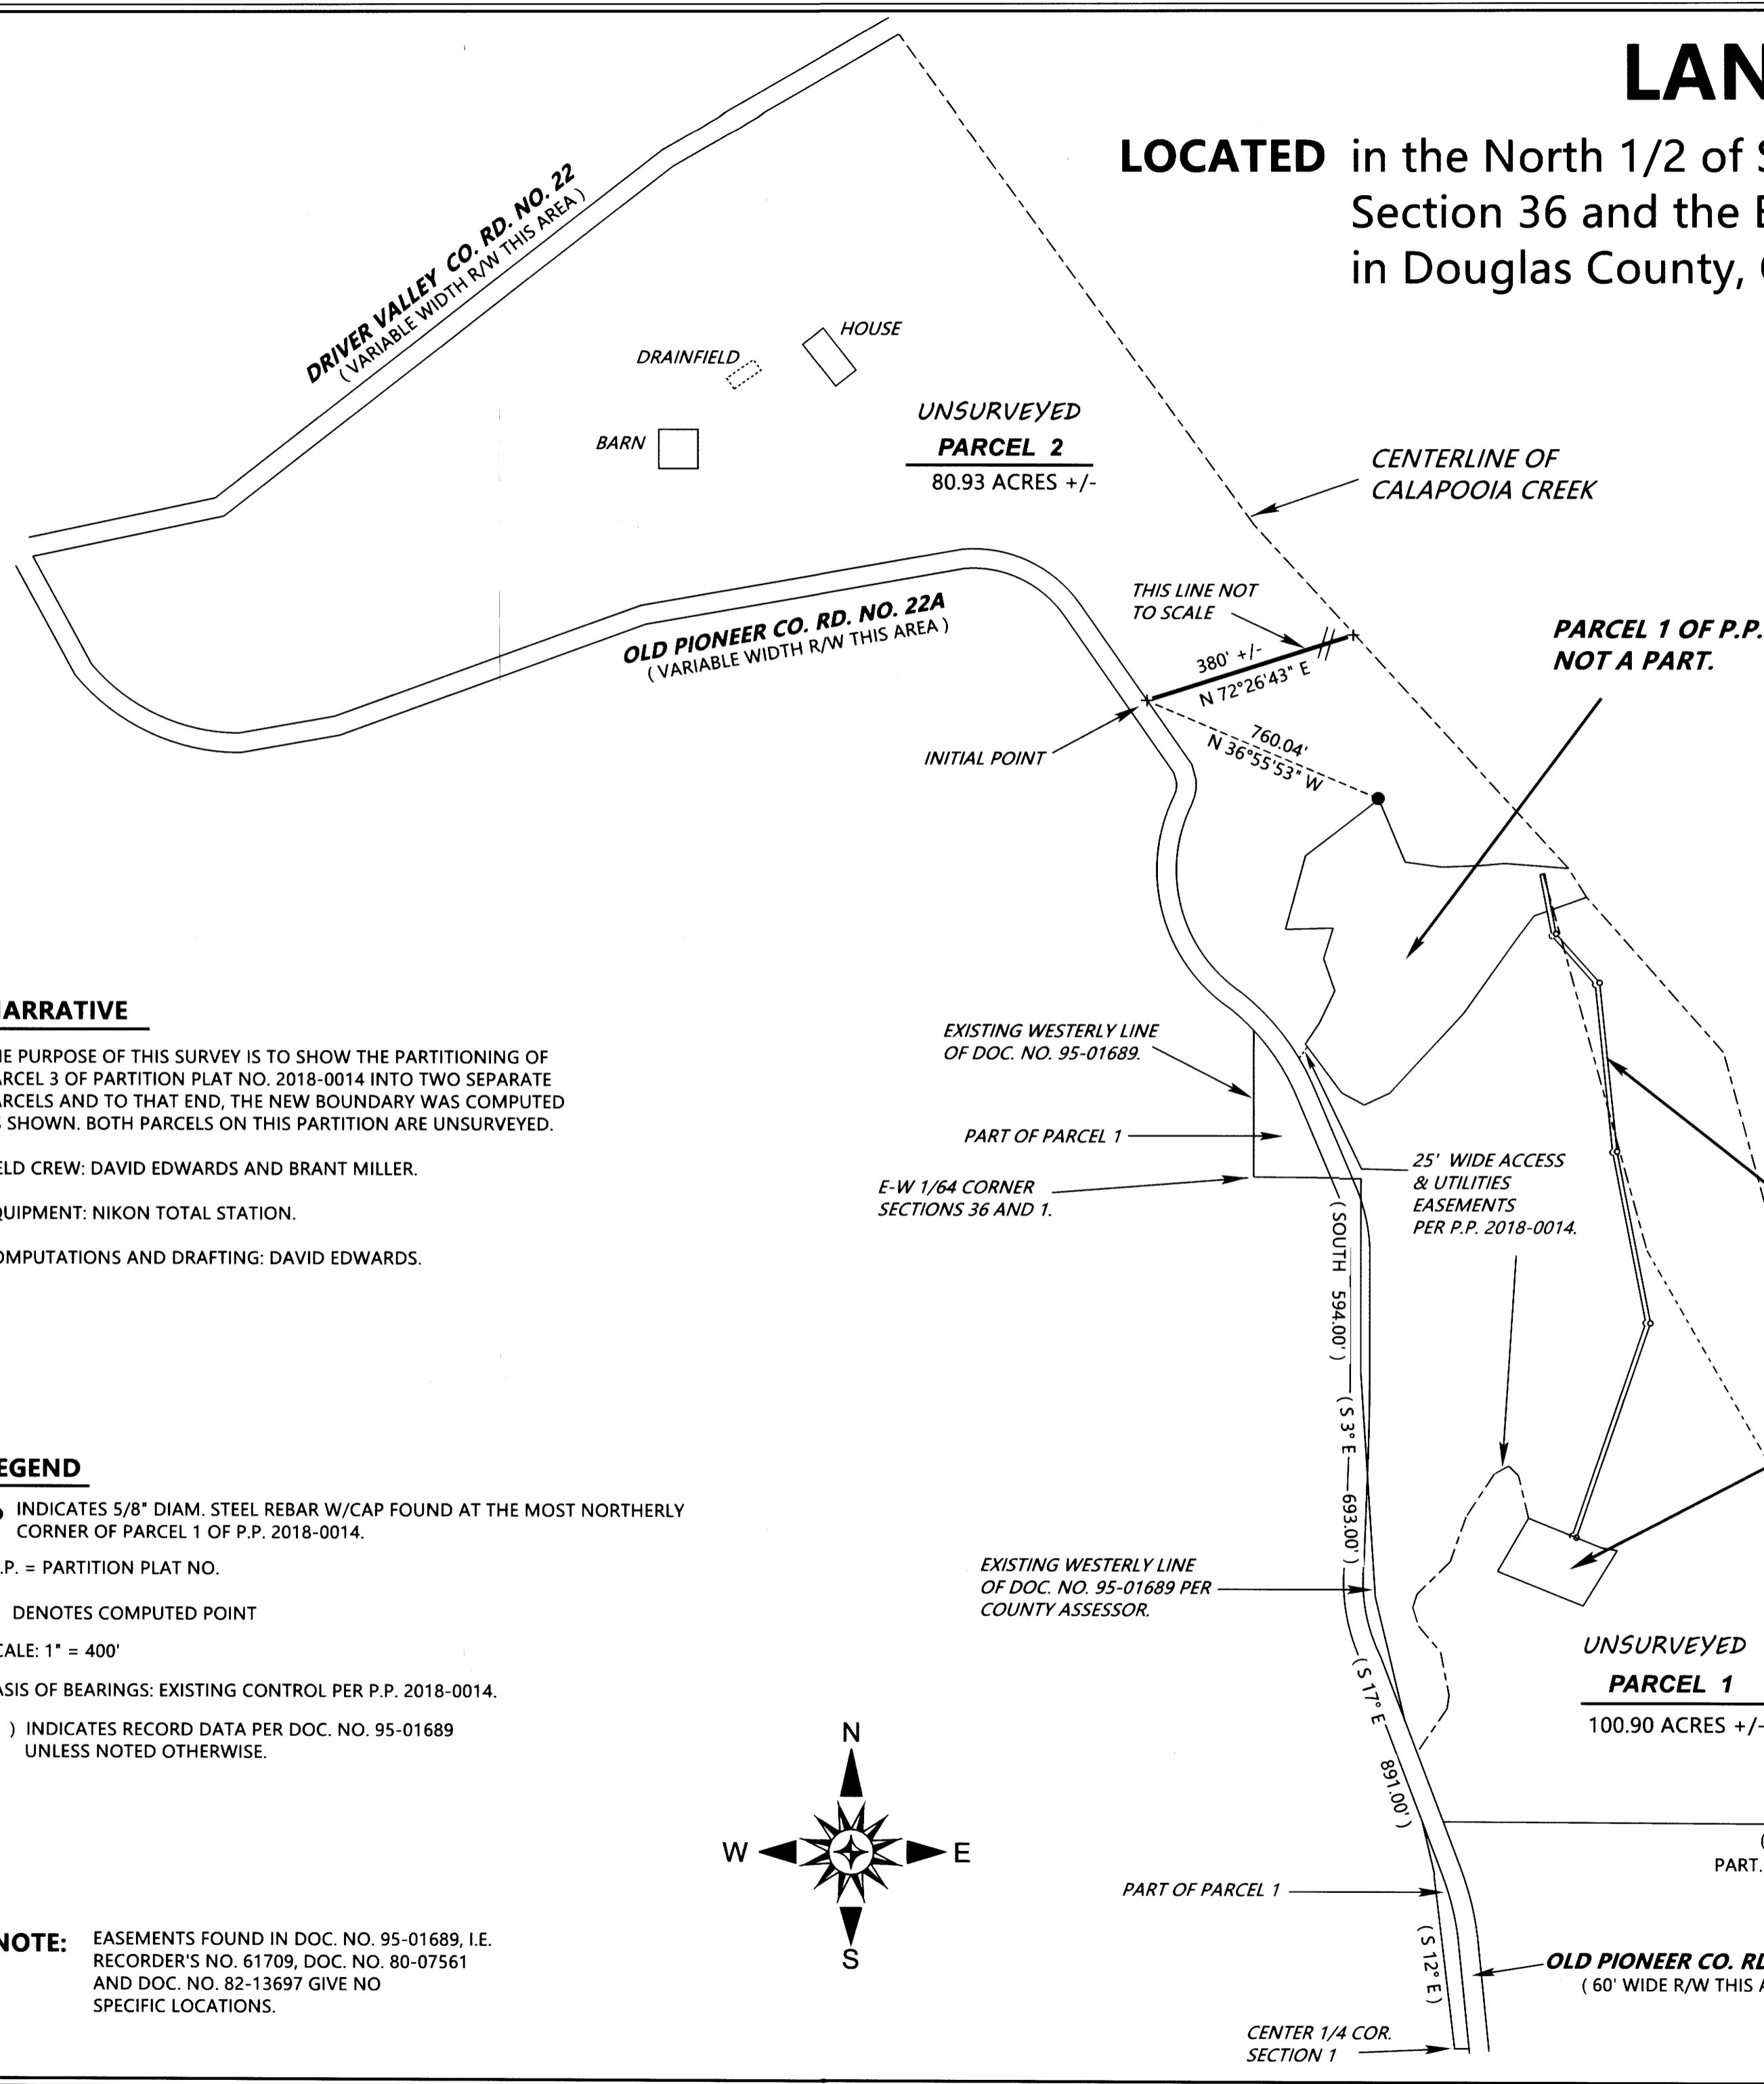 LAN
LOCATED in the North 1/2 of S
Section 36 and the E
in Douglas County,
DRIVER VALLEY CO. RD. NO. 22
( VARIABLE WIDTH R/W THIS AREA )
HOUSE
DRAINFIELD
BARN
UNSURVEYED
PARCEL 2
80.93 ACRES +/-
CENTERLINE OF
CALAPOOIA CREEK
THIS LINE NOT
TO SCALE
OLD PIONEER CO. RD. NO. 22A
( VARIABLE WIDTH R/W THIS AREA )
380' +/-
N 72°26'43" E
PARCEL 1 OF P.P.
NOT A PART.
760.04'
N 36°55'53" W
INITIAL POINT
ARRATIVE
E PURPOSE OF THIS SURVEY IS TO SHOW THE PARTITIONING OF
ARCEL 3 OF PARTITION PLAT NO. 2018-0014 INTO TWO SEPARATE
ARCELS AND TO THAT END, THE NEW BOUNDARY WAS COMPUTED
S SHOWN. BOTH PARCELS ON THIS PARTITION ARE UNSURVEYED.
ELD CREW: DAVID EDWARDS AND BRANT MILLER.
QUIPMENT: NIKON TOTAL STATION.
OMPUTATIONS AND DRAFTING: DAVID EDWARDS.
EXISTING WESTERLY LINE
OF DOC. NO. 95-01689.
PART OF PARCEL 1
E-W 1/64 CORNER
SECTIONS 36 AND 1.
25' WIDE ACCESS
& UTILITIES
EASEMENTS
PER P.P. 2018-0014.
( SOUTH 594.00' )
( S 3° E 693.00' )
EGEND
INDICATES 5/8" DIAM. STEEL REBAR W/CAP FOUND AT THE MOST NORTHERLY
CORNER OF PARCEL 1 OF P.P. 2018-0014.
.P. = PARTITION PLAT NO.
DENOTES COMPUTED POINT
CALE: 1" = 400'
ASIS OF BEARINGS: EXISTING CONTROL PER P.P. 2018-0014.
) INDICATES RECORD DATA PER DOC. NO. 95-01689
UNLESS NOTED OTHERWISE.
EXISTING WESTERLY LINE
OF DOC. NO. 95-01689 PER
COUNTY ASSESSOR.
UNSURVEYED
PARCEL 1
100.90 ACRES +/-
( S 17° E 891.00' )
N
W E
S
(
PART.
PART OF PARCEL 1
( S 12° E )
OLD PIONEER CO. RD
( 60' WIDE R/W THIS A
NOTE: EASEMENTS FOUND IN DOC. NO. 95-01689, I.E.
RECORDER'S NO. 61709, DOC. NO. 80-07561
AND DOC. NO. 82-13697 GIVE NO
SPECIFIC LOCATIONS.
CENTER 1/4 COR.
SECTION 1